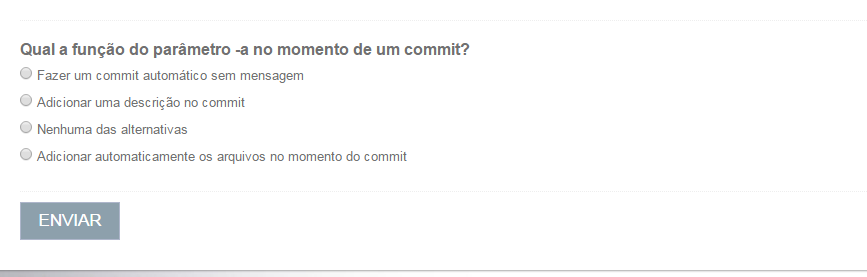 Qual a função do parâmetro -a no momento de um commit?
Fazer um commit automático sem mensagem
Adicionar uma descrição no commit
Nenhuma das alternativas
Adicionar automaticamente os arquivos no momento do commit
ENVIAR